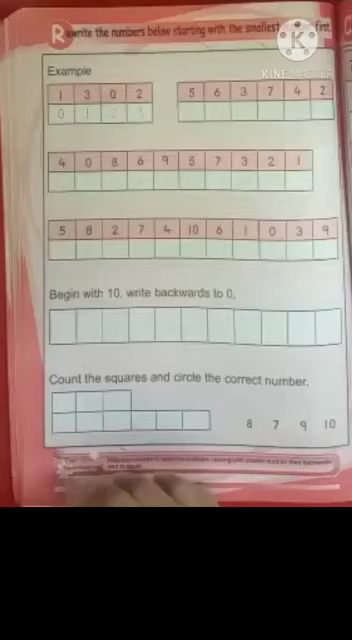 Rewrite the numbers below starting with the smallest first.
KINEMASTER
Example
1 3 0 2
0 1 2 3
5 6 3 7 4 2
4 0 8 6 9 5 7 3 2 1
5 8 2 7 4 10 6 1 0 3 9
Begin with 10, write backwards to 0.
Count the squares and circle the correct number.
8 7 9 10